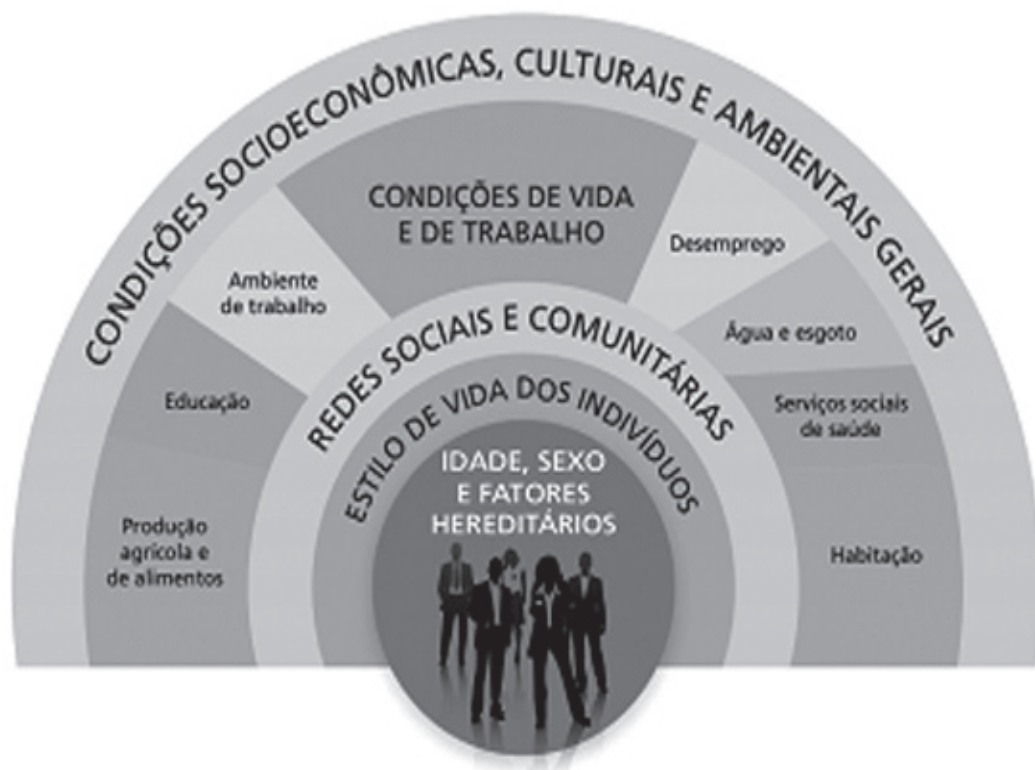 CONDIÇÕES SOCIOECONÔMICAS, CULTURAIS E AMBIENTAIS GERAIS
CONDIÇÕES DE VIDA
E DE TRABALHO
Desemprego
Ambiente
de trabalho
Água e esgoto
Educação
Serviços sociais
de saúde
Produção
agrícola e
de alimentos
Habitação
REDES SOCIAIS E COMUNITÁRIAS
ESTILO DE VIDA DOS INDIVÍDUOS
IDADE, SEXO
E FATORES
HEREDITÁRIOS